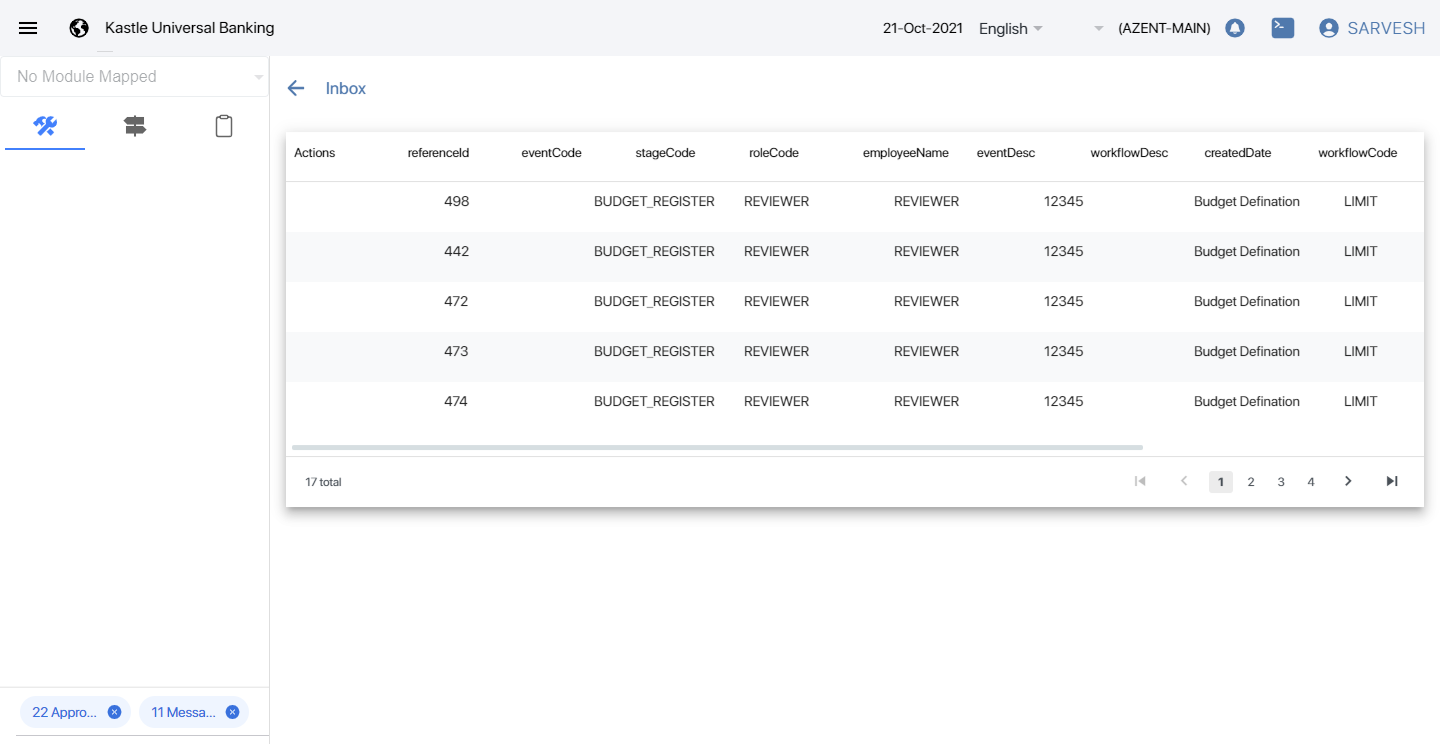 Kastle Universal Banking 21-Oct-2021 English (AZENT-MAIN) SARVESH
No Module Mapped
Inbox
Actions referenceId eventCode stageCode roleCode employeeName eventDesc workflowDesc createdDate workflowCode
498 BUDGET_REGISTER REVIEWER REVIEWER 12345 Budget Defination LIMIT
442 BUDGET_REGISTER REVIEWER REVIEWER 12345 Budget Defination LIMIT
472 BUDGET_REGISTER REVIEWER REVIEWER 12345 Budget Defination LIMIT
473 BUDGET_REGISTER REVIEWER REVIEWER 12345 Budget Defination LIMIT
474 BUDGET_REGISTER REVIEWER REVIEWER 12345 Budget Defination LIMIT
17 total 1 2 3 4
22 Appro... 11 Messa...